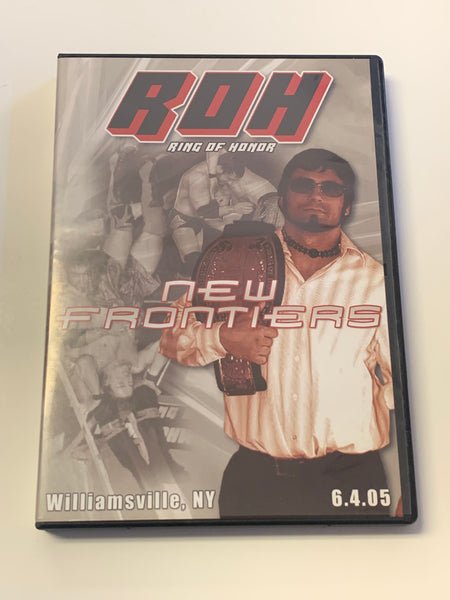 ROH
RING OF HONOR
NEW
FRONTIERS
Williamsville, NY
6.4.05